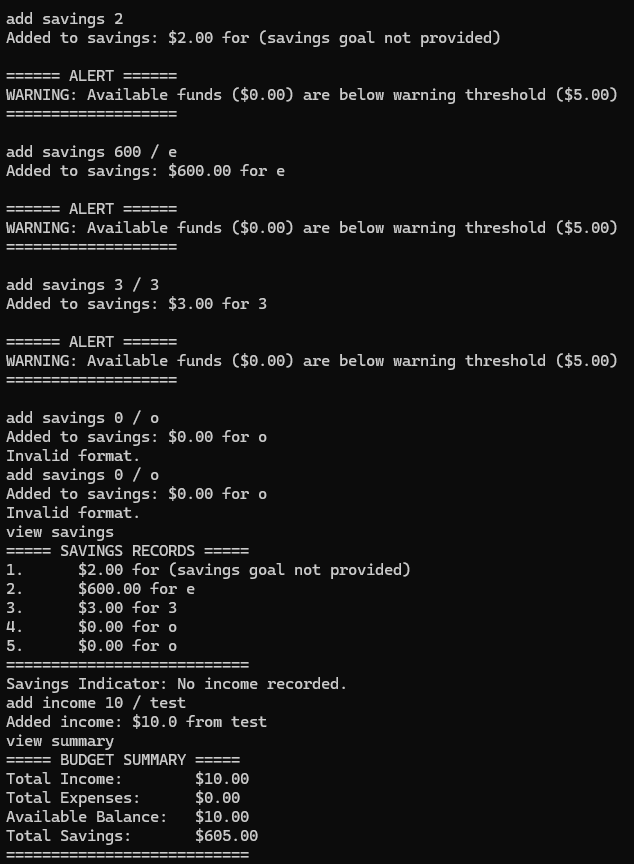 add savings 2
Added to savings: $2.00 for (savings goal not provided)
====== ALERT ======
WARNING: Available funds ($0.00) are below warning threshold ($5.00)
===================
add savings 600 / e
Added to savings: $600.00 for e
====== ALERT ======
WARNING: Available funds ($0.00) are below warning threshold ($5.00)
===================
add savings 3 / 3
Added to savings: $3.00 for 3
====== ALERT ======
WARNING: Available funds ($0.00) are below warning threshold ($5.00)
===================
add savings 0 / o
Added to savings: $0.00 for o
Invalid format.
add savings 0 / o
Added to savings: $0.00 for o
Invalid format.
view savings
===== SAVINGS RECORDS =====
1.      $2.00 for (savings goal not provided)
2.      $600.00 for e
3.      $3.00 for 3
4.      $0.00 for o
5.      $0.00 for o
===========================
Savings Indicator: No income recorded.
add income 10 / test
Added income: $10.0 from test
view summary
===== BUDGET SUMMARY =====
Total Income:        $10.00
Total Expenses:      $0.00
Available Balance:   $10.00
Total Savings:       $605.00
===========================